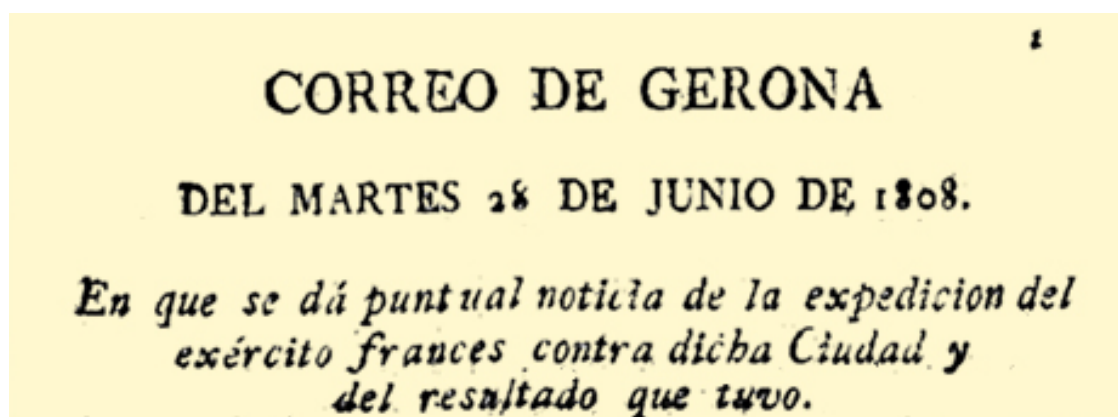 1
CORREO DE GERONA
DEL MARTES 28 DE JUNIO DE 1808.
En que se dá puntual noticia de la expedicion del
exército frances contra dicha Ciudad y
del resultado que tuvo.